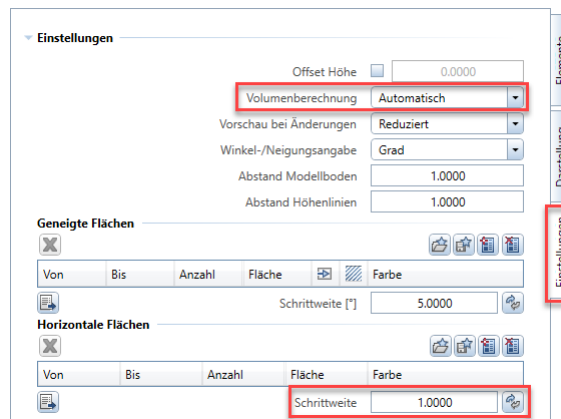 Einstellungen
Offset Höhe 0.0000
Volumenberechnung Automatisch
Vorschau bei Änderungen Reduziert
Winkel-/Neigungsangabe Grad
Abstand Modellboden 1.0000
Abstand Höhenlinien 1.0000
Geneigte Flächen
Von Bis Anzahl Fläche Farbe
Schrittweite [°] 5.0000
Horizontale Flächen
Von Bis Anzahl Fläche Farbe
Schrittweite 1.0000
Elemente
Darstellung
Einstellungen